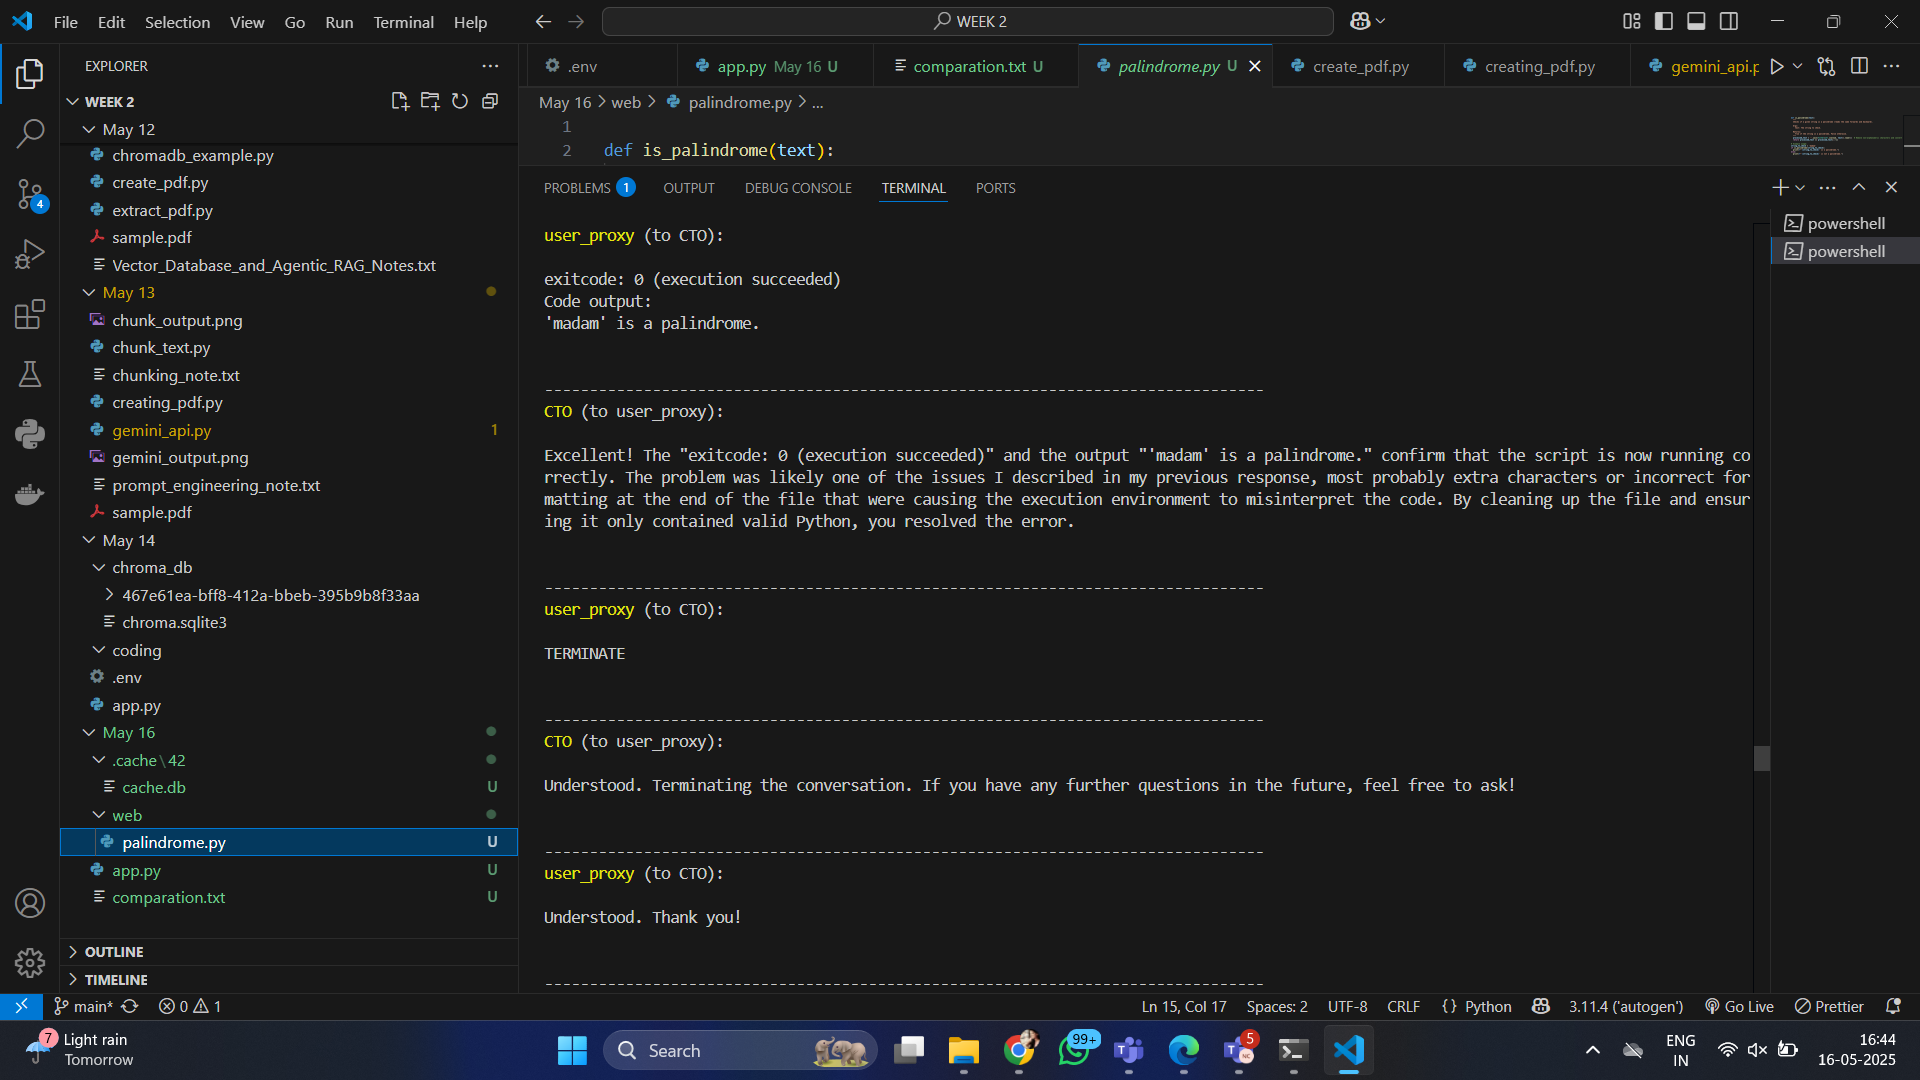 File Edit Selection View Go Run Terminal Help
WEEK 2
EXPLORER
WEEK 2
May 12
chromadb_example.py
create_pdf.py
extract_pdf.py
sample.pdf
Vector_Database_and_Agentic_RAG_Notes.txt
May 13
chunk_output.png
chunk_text.py
chunking_note.txt
creating_pdf.py
gemini_api.py 1
gemini_output.png
prompt_engineering_note.txt
sample.pdf
May 14
chroma_db
467e61ea-bff8-412a-bbeb-395b9b8f33aa
chroma.sqlite3
coding
.env
app.py
May 16
.cache\42
cache.db U
web
palindrome.py U
app.py U
comparation.txt U
OUTLINE
TIMELINE
4
.env
app.py May 16 U
comparation.txt U
palindrome.py U
create_pdf.py
creating_pdf.py
gemini_api.p
May 16 > web > palindrome.py > ...
1
2 def is_palindrome(text):
PROBLEMS 1 OUTPUT DEBUG CONSOLE TERMINAL PORTS
powershell
powershell
user_proxy (to CTO):
exitcode: 0 (execution succeeded)
Code output:
'madam' is a palindrome.
--------------------------------------------------------------------------------
CTO (to user_proxy):
Excellent! The "exitcode: 0 (execution succeeded)" and the output "'madam' is a palindrome." confirm that the script is now running co
rrectly. The problem was likely one of the issues I described in my previous response, most probably extra characters or incorrect for
matting at the end of the file that were causing the execution environment to misinterpret the code. By cleaning up the file and ensur
ing it only contained valid Python, you resolved the error.
--------------------------------------------------------------------------------
user_proxy (to CTO):
TERMINATE
--------------------------------------------------------------------------------
CTO (to user_proxy):
Understood. Terminating the conversation. If you have any further questions in the future, feel free to ask!
--------------------------------------------------------------------------------
user_proxy (to CTO):
Understood. Thank you!
--------------------------------------------------------------------------------
main* 0 1 Ln 15, Col 17 Spaces: 2 UTF-8 CRLF {} Python 3.11.4 ('autogen') Go Live Prettier
7 Light rain
Tomorrow
Search
99+
5
ENG
IN
16:44
16-05-2025